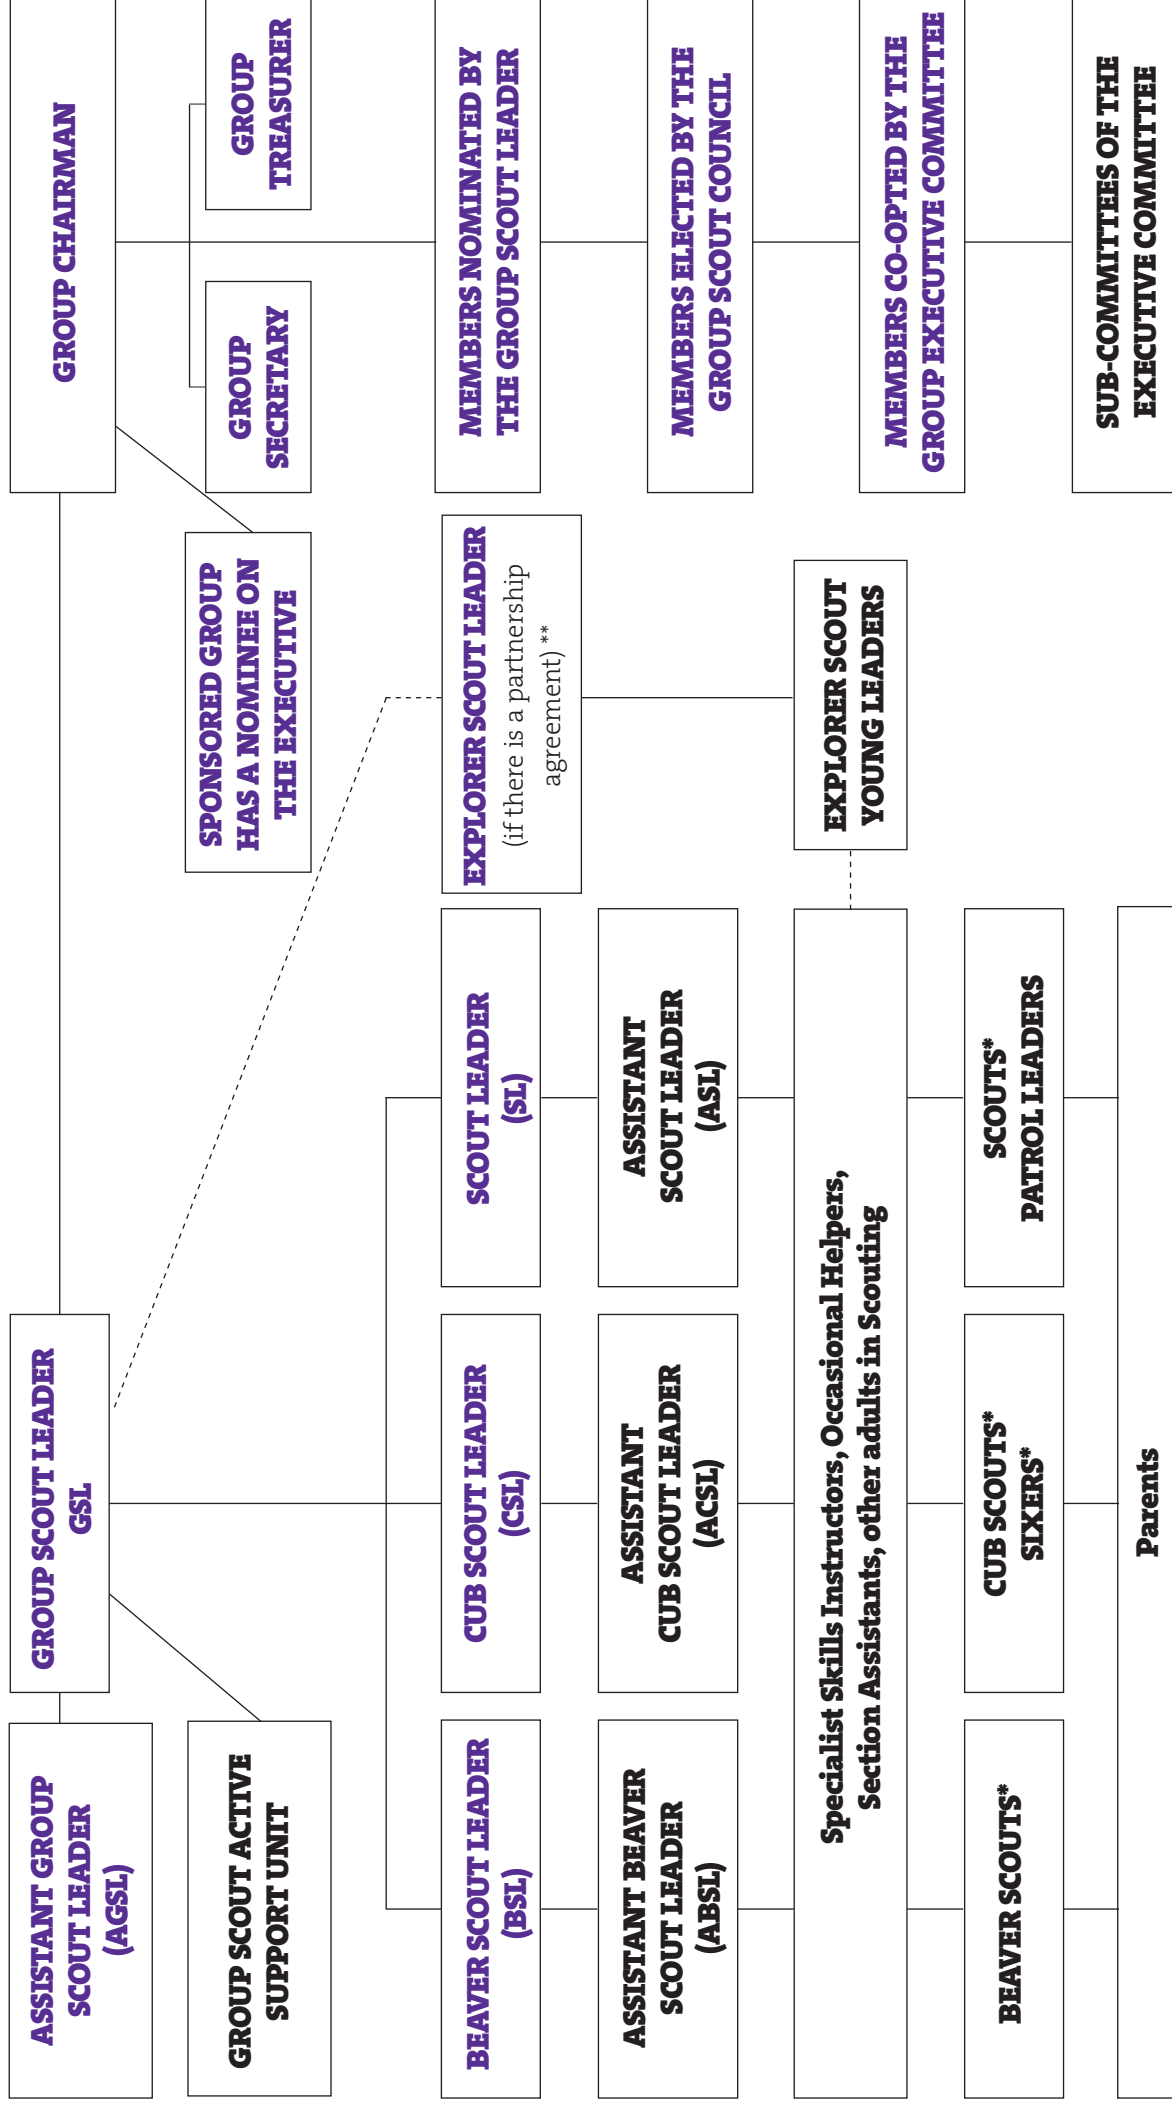 ASSISTANT GROUP
SCOUT LEADER
(AGSL)
GROUP SCOUT LEADER
GSL
GROUP CHAIRMAN
GROUP SCOUT ACTIVE
SUPPORT UNIT
SPONSORED GROUP
HAS A NOMINEE ON
THE EXECUTIVE
GROUP
SECRETARY
GROUP
TREASURER
BEAVER SCOUT LEADER
(BSL)
CUB SCOUT LEADER
(CSL)
SCOUT LEADER
(SL)
EXPLORER SCOUT LEADER
(if there is a partnership
agreement) **
MEMBERS NOMINATED BY
THE GROUP SCOUT LEADER
ASSISTANT BEAVER
SCOUT LEADER
(ABSL)
ASSISTANT
CUB SCOUT LEADER
(ACSL)
ASSISTANT
SCOUT LEADER
(ASL)
MEMBERS ELECTED BY THE
GROUP SCOUT COUNCIL
Specialist Skills Instructors, Occasional Helpers,
Section Assistants, other adults in Scouting
EXPLORER SCOUT
YOUNG LEADERS
MEMBERS CO-OPTED BY THE
GROUP EXECUTIVE COMMITTEE
BEAVER SCOUTS*
CUB SCOUTS*
SIXERS*
SCOUTS*
PATROL LEADERS
SUB-COMMITTEES OF THE
EXECUTIVE COMMITTEE
Parents